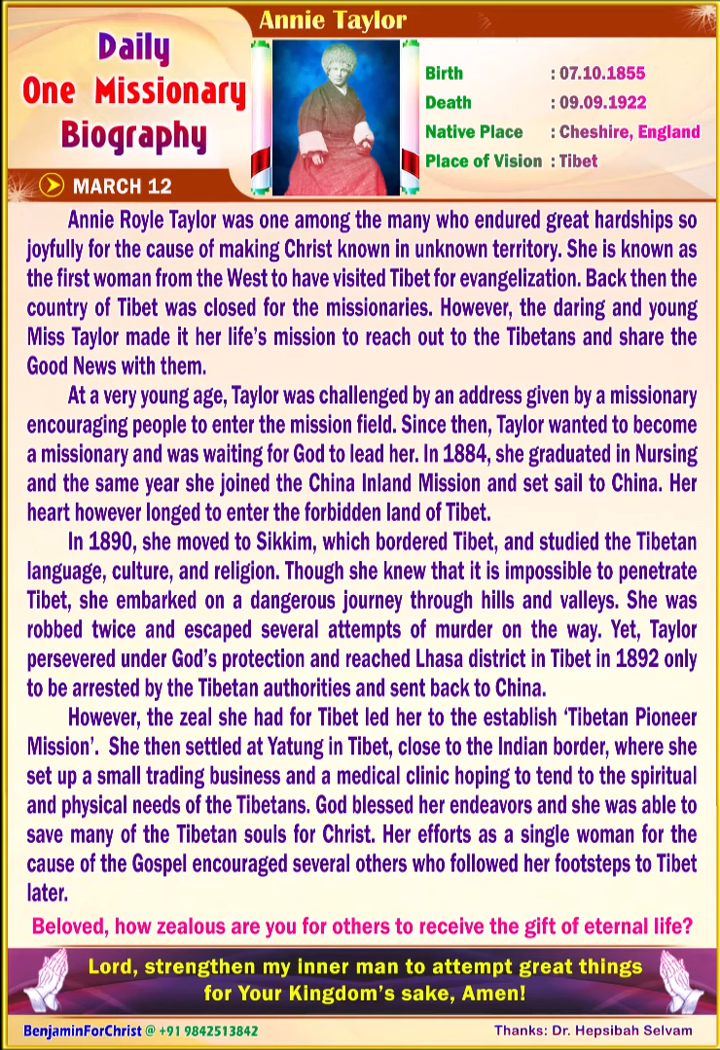 Annie Taylor
Daily
One Missionary
Biography
MARCH 12
Birth : 07.10.1855
Death : 09.09.1922
Native Place : Cheshire, England
Place of Vision : Tibet
Annie Royle Taylor was one among the many who endured great hardships so
joyfully for the cause of making Christ known in unknown territory. She is known as
the first woman from the West to have visited Tibet for evangelization. Back then the
country of Tibet was closed for the missionaries. However, the daring and young
Miss Taylor made it her life's mission to reach out to the Tibetans and share the
Good News with them.
At a very young age, Taylor was challenged by an address given by a missionary
encouraging people to enter the mission field. Since then, Taylor wanted to become
a missionary and was waiting for God to lead her. In 1884, she graduated in Nursing
and the same year she joined the China Inland Mission and set sail to China. Her
heart however longed to enter the forbidden land of Tibet.
In 1890, she moved to Sikkim, which bordered Tibet, and studied the Tibetan
language, culture, and religion. Though she knew that it is impossible to penetrate
Tibet, she embarked on a dangerous journey through hills and valleys. She was
robbed twice and escaped several attempts of murder on the way. Yet, Taylor
persevered under God's protection and reached Lhasa district in Tibet in 1892 only
to be arrested by the Tibetan authorities and sent back to China.
However, the zeal she had for Tibet led her to the establish ‘Tibetan Pioneer
Mission’. She then settled at Yatung in Tibet, close to the Indian border, where she
set up a small trading business and a medical clinic hoping to tend to the spiritual
and physical needs of the Tibetans. God blessed her endeavors and she was able to
save many of the Tibetan souls for Christ. Her efforts as a single woman for the
cause of the Gospel encouraged several others who followed her footsteps to Tibet
later.
Beloved, how zealous are you for others to receive the gift of eternal life?
Lord, strengthen my inner man to attempt great things
for Your Kingdom's sake, Amen!
BenjaminForChrist @ +91 9842513842
Thanks: Dr. Hepsibah Selvam